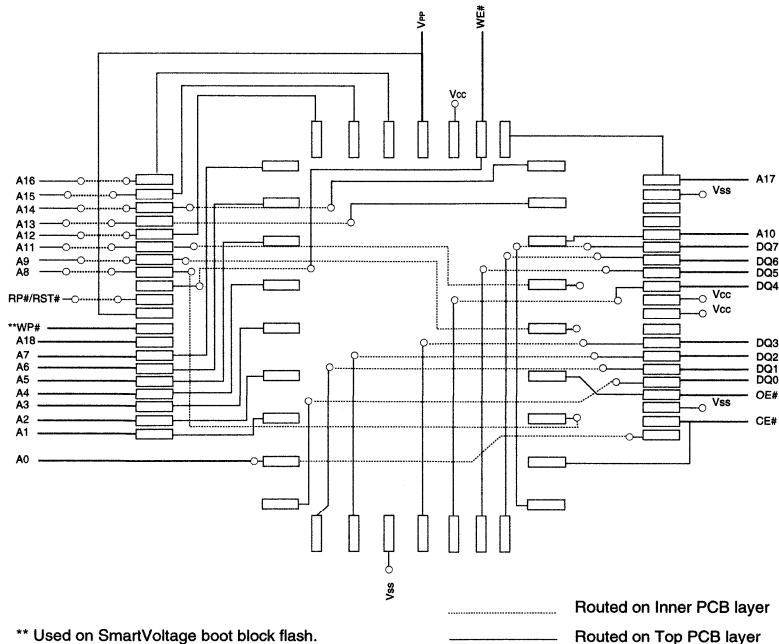 VPP
WE#
Vcc
A16
A15
A14
A13
A12
A11
A9
A8
RP#/RST#
**WP#
A18
A7
A6
A5
A4
A3
A2
A1
A0
A17
Vss
A10
DQ7
DQ6
DQ5
DQ4
Vcc
Vcc
DQ3
DQ2
DQ1
DQ0
OE#
Vss
CE#
Vss
Routed on Inner PCB layer
** Used on SmartVoltage boot block flash.
Routed on Top PCB layer